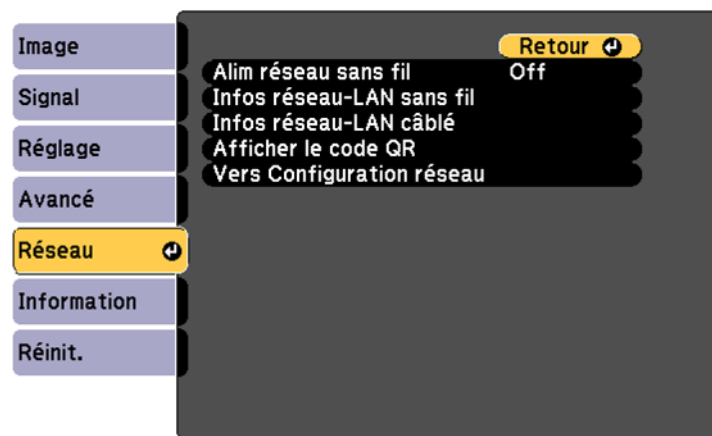 Image
Signal
Réglage
Avancé
Réseau
Information
Réinit.
Retour
Alim réseau sans fil Off
Infos réseau-LAN sans fil
Infos réseau-LAN câblé
Afficher le code QR
Vers Configuration réseau